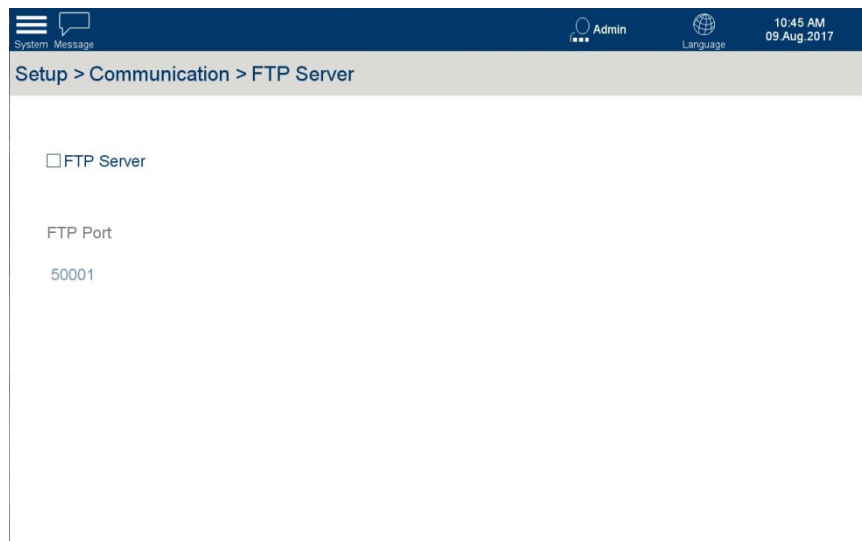 System Message
Admin
Language
10:45 AM
09.Aug.2017
Setup > Communication > FTP Server
FTP Server
FTP Port
50001